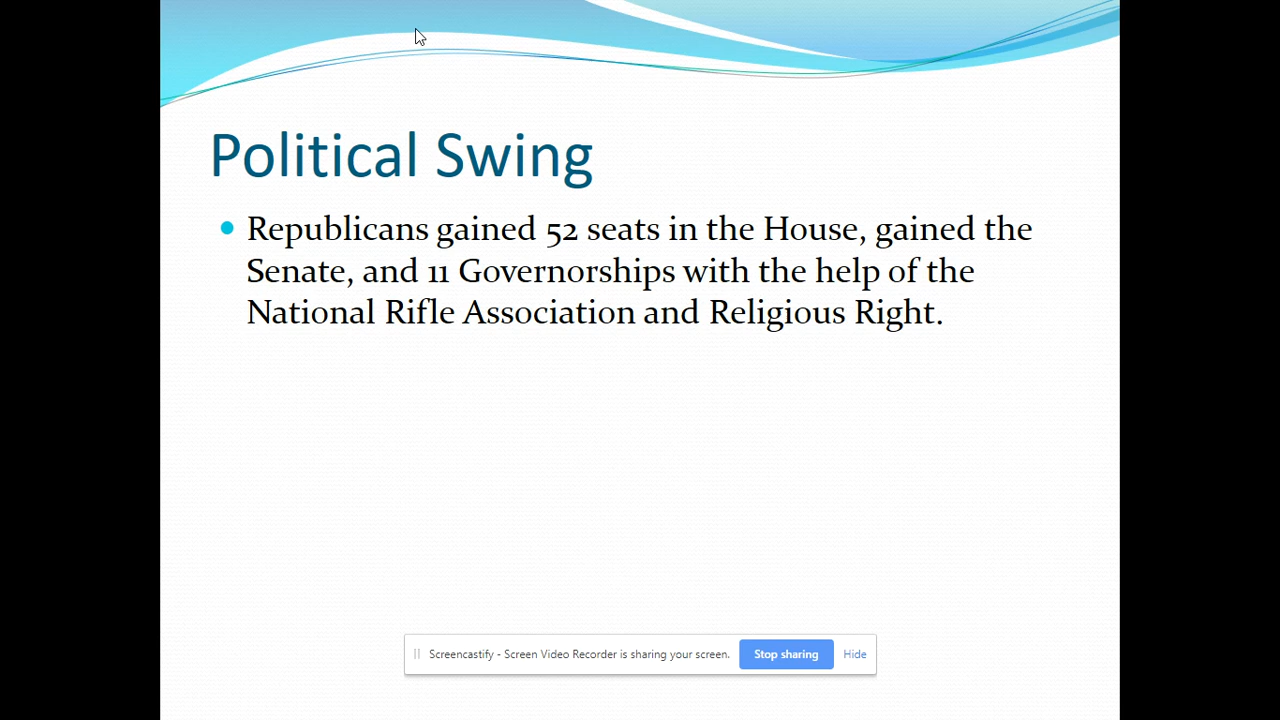 Political Swing
Republicans gained 52 seats in the House, gained the
Senate, and 11 Governorships with the help of the
National Rifle Association and Religious Right.
Screencastify - Screen Video Recorder is sharing your screen. Stop sharing Hide